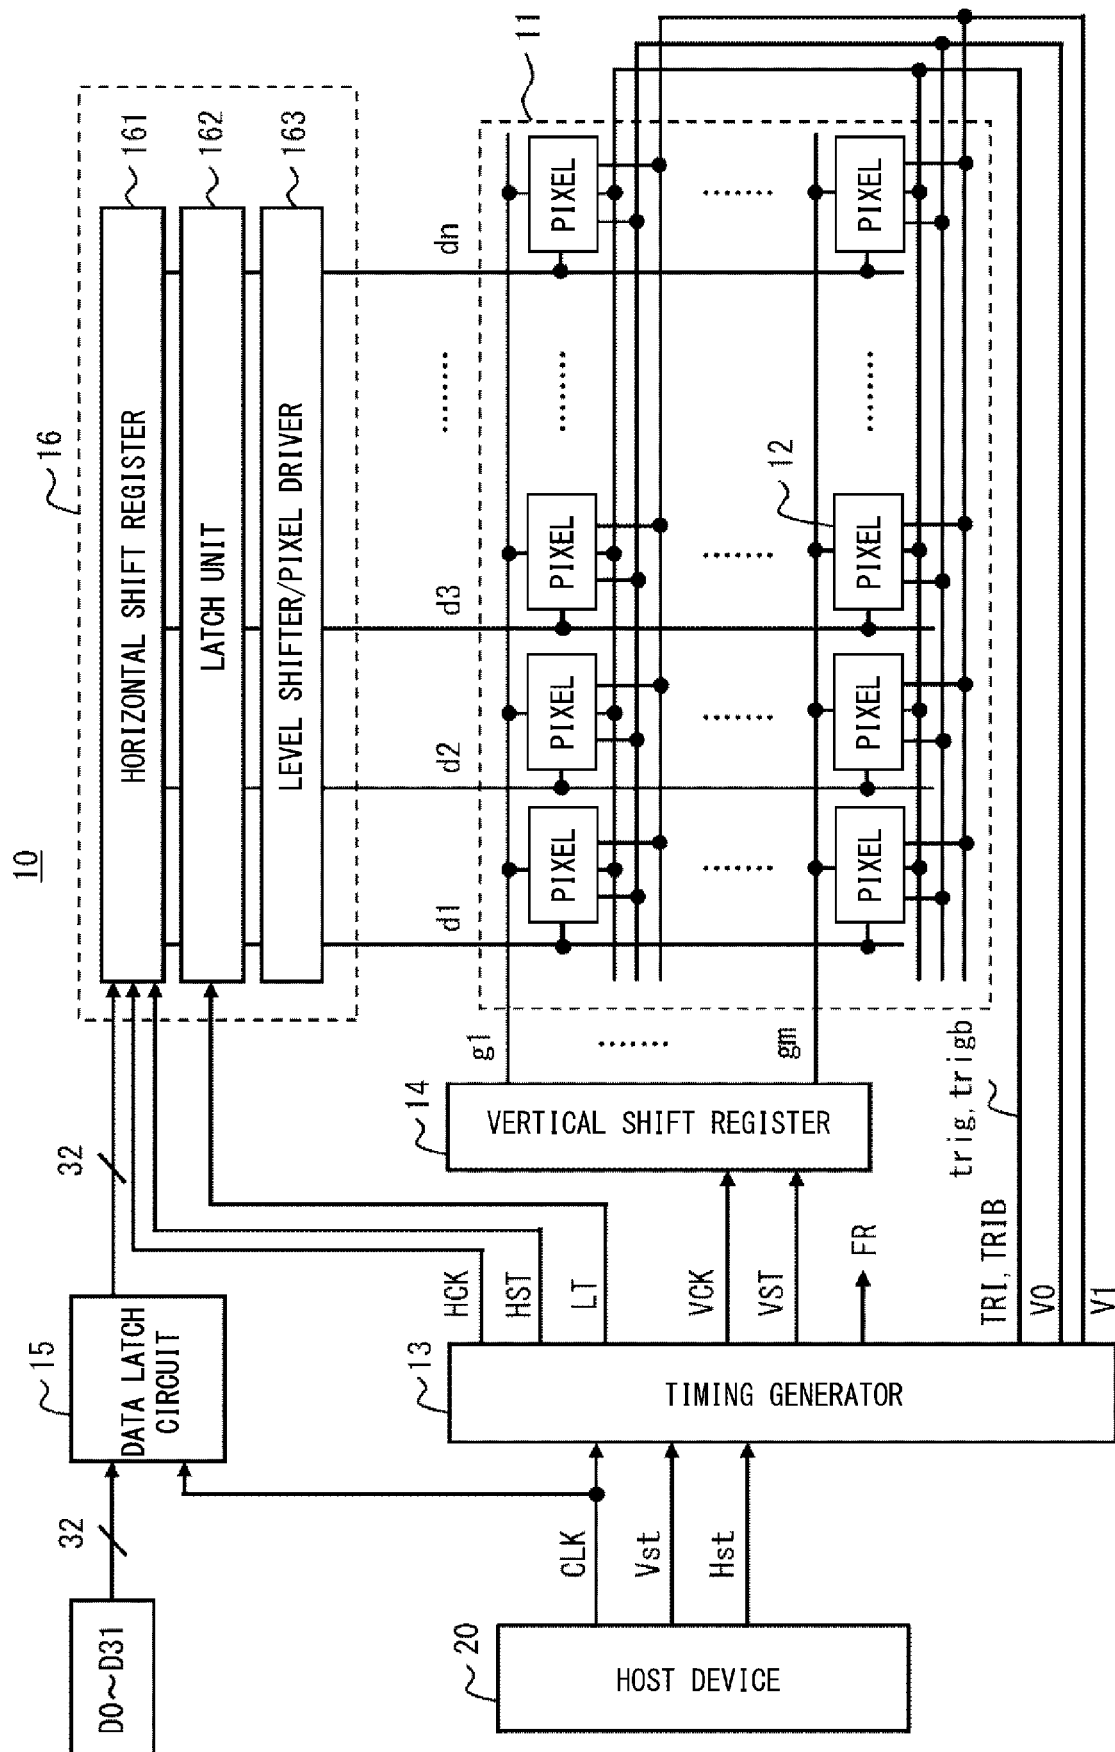 10
16
HORIZONTAL SHIFT REGISTER
161
LATCH UNIT
162
LEVEL SHIFTER/PIXEL DRIVER
163
D0~D31
32
15
DATA LATCH
CIRCUIT
32
d1
d2
d3
........
dn
11
g1
........
gm
PIXEL
PIXEL
PIXEL
........
PIXEL
........
........
........
........
........
12
PIXEL
PIXEL
PIXEL
........
PIXEL
14
VERTICAL SHIFT REGISTER
20
HOST DEVICE
CLK
Vst
Hst
13
TIMING GENERATOR
HCK
HST
LT
VCK
VST
FR
TRI, TRIB
V0
V1
trig, trigb